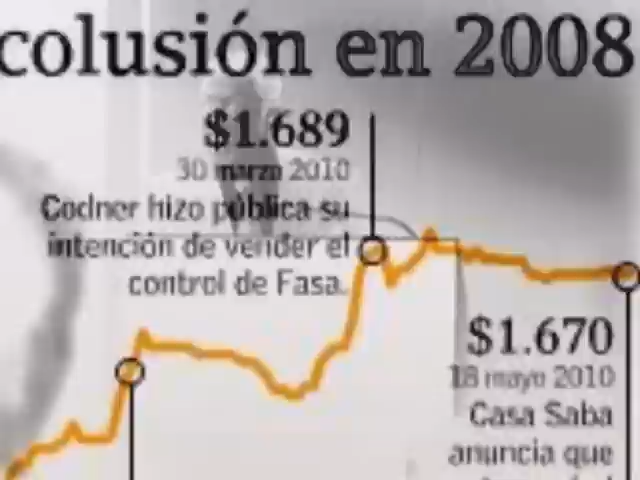 colusión en 2008
$1.689
30 marzo 2010
Codner hizo pública su
intención de vender el
control de Fasa.
$1.670
18 mayo 2010
Casa Saba
anuncia que